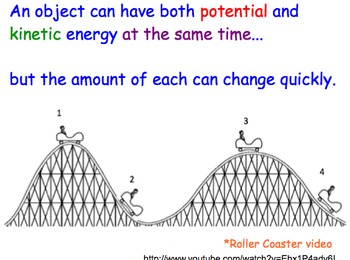 An object can have both potential and
kinetic energy at the same time...
but the amount of each can change quickly.
1
3
2
4
*Roller Coaster video